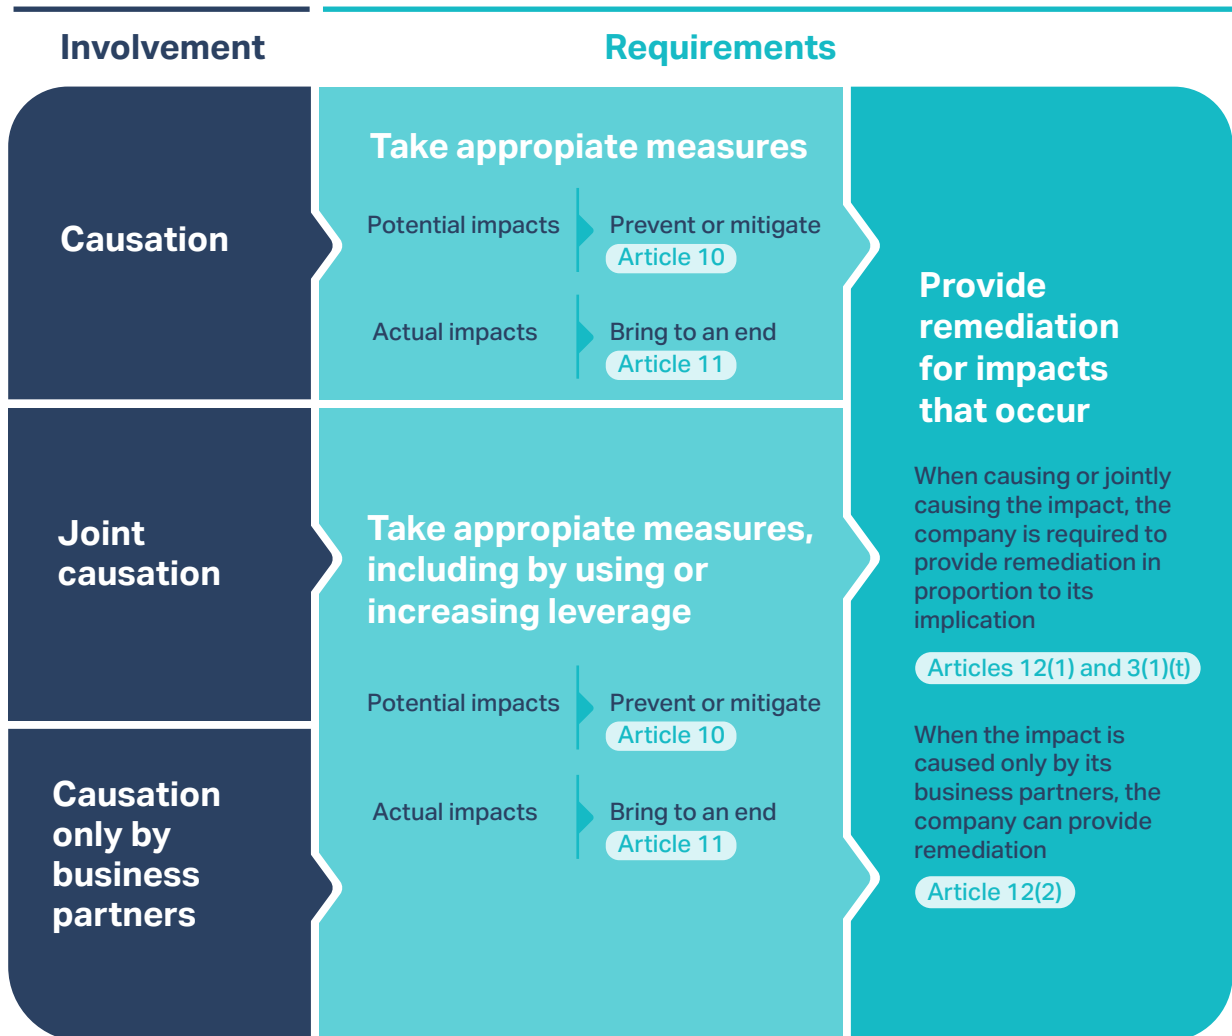 Involvement
Requirements
Causation
Take appropiate measures
Potential impacts
Prevent or mitigate
Article 10
Actual impacts
Bring to an end
Article 11
Joint
causation
Causation
only by
business
partners
Take appropiate measures,
including by using or
increasing leverage
Potential impacts
Prevent or mitigate
Article 10
Actual impacts
Bring to an end
Article 11
Provide
remediation
for impacts
that occur
When causing or jointly
causing the impact, the
company is required to
provide remediation in
proportion to its
implication
Articles 12(1) and 3(1)(t)
When the impact is
caused only by its
business partners, the
company can provide
remediation
Article 12(2)